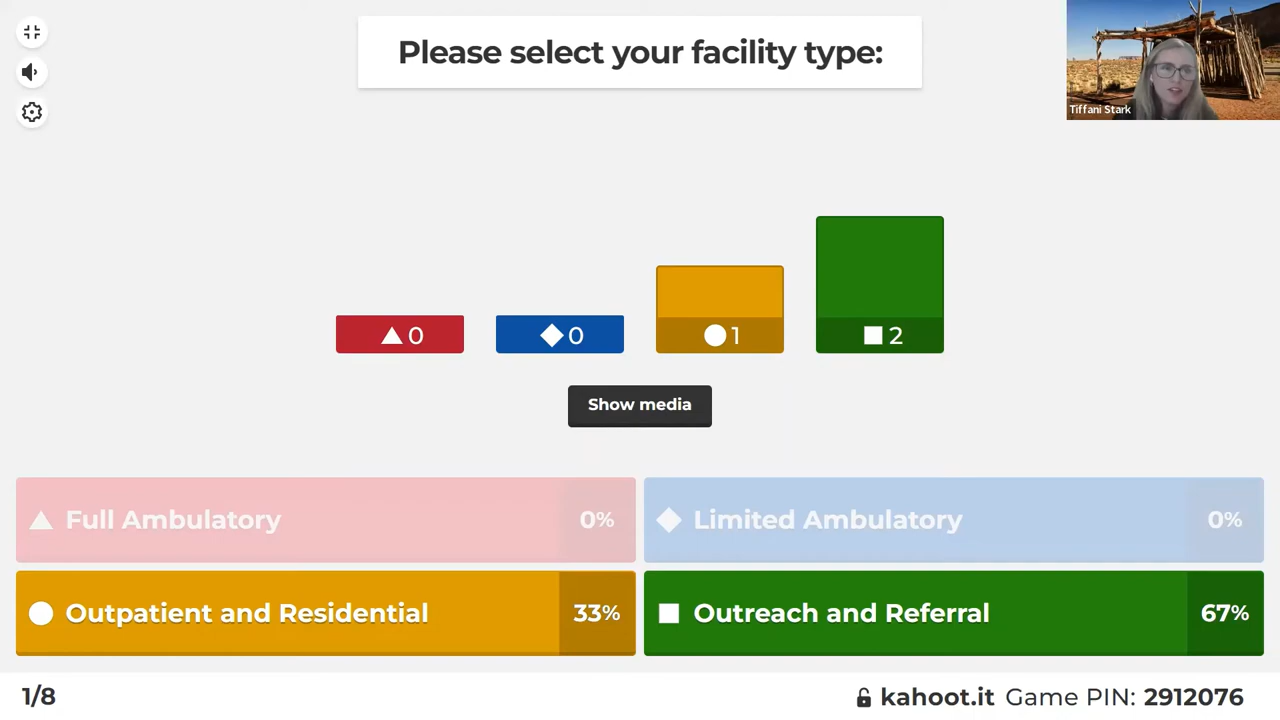 Please select your facility type:
Tiffani Stark
0
0
1
2
Show media
Full Ambulatory 0%
Limited Ambulatory 0%
Outpatient and Residential 33%
Outreach and Referral 67%
1/8
kahoot.it Game PIN: 2912076